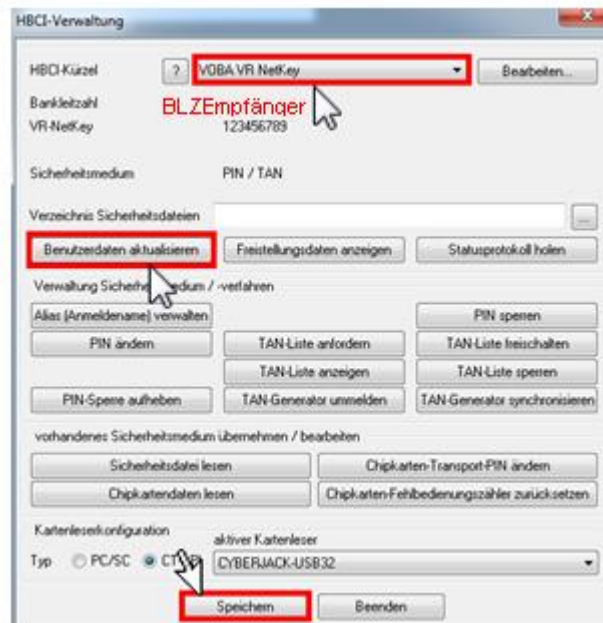 HBCI-Verwaltung
HBCI-Kürzel ? VOBA VR NetKey Bearbeiten...
Bankleitzahl BLZEmpfänger
VR-NetKey 123456789
Sicherheitsmedium PIN / TAN
Verzeichnis Sicherheitsdateien ...
Benutzerdaten aktualisieren Freistellungsdaten anzeigen Statusprotokoll holen
Verwaltung Sicherheitsmedium / -verfahren
Alias (Anmeldename) verwalten PIN sperren
PIN ändern TAN-Liste anfordern TAN-Liste freischalten
TAN-Liste anzeigen TAN-Liste sperren
PIN-Sperre aufheben TAN-Generator ummelden TAN-Generator synchronisieren
vorhandenes Sicherheitsmedium übernehmen / bearbeiten
Sicherheitsdatei lesen Chipkarten-Transport-PIN ändern
Chipkartendaten lesen Chipkarten-Fehlbedienungszähler zurücksetzen
Kartenleserkonfiguration aktiver Kartenleser
Typ PC/SC CYBERJACK-USB32
Speichern Beenden